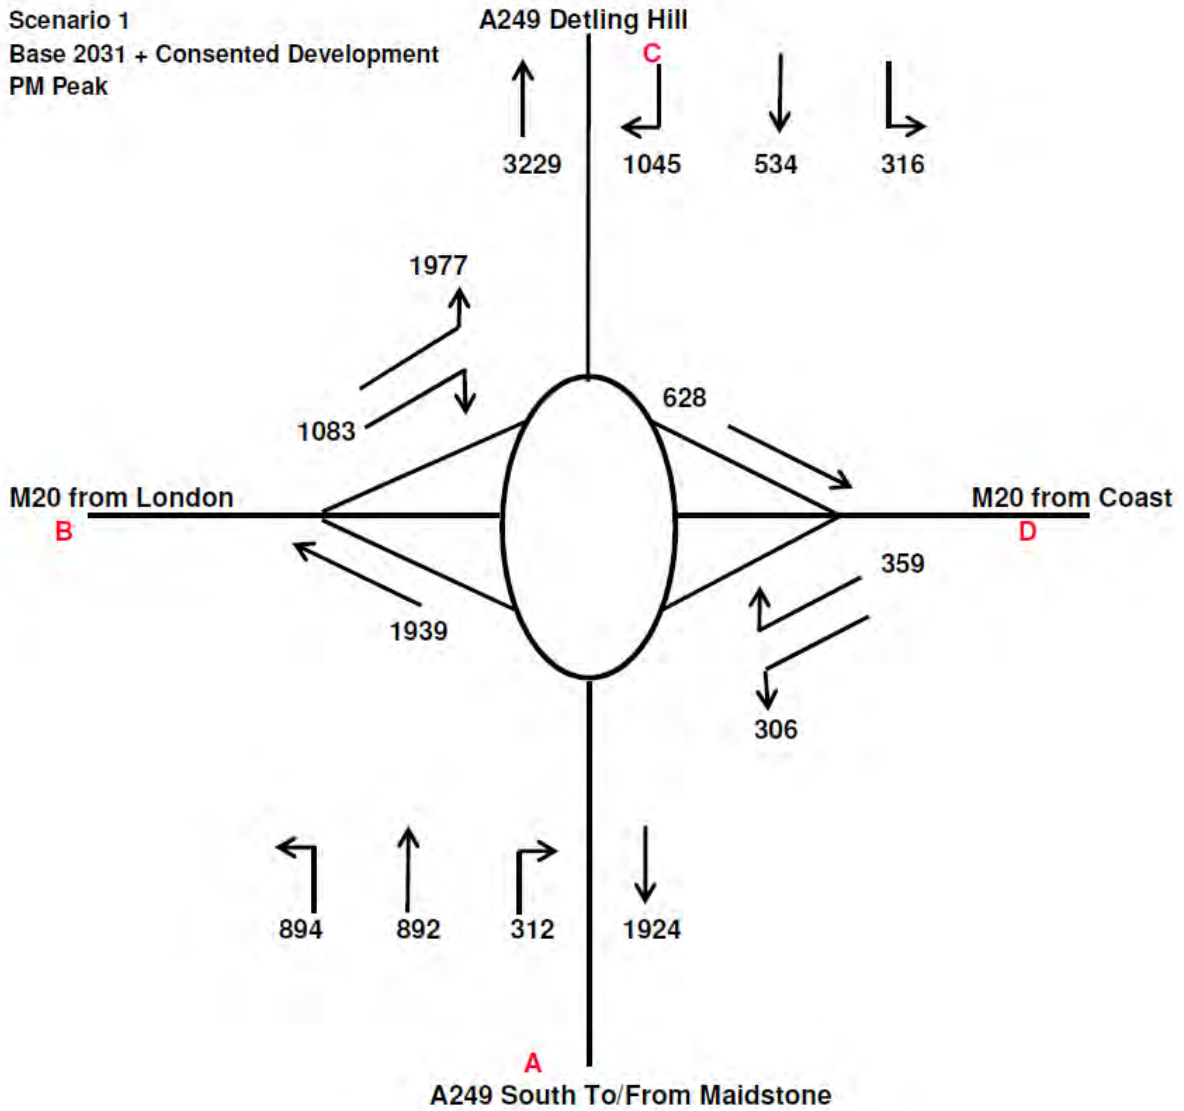 Scenario 1
Base 2031 + Consented Development
PM Peak
A249 Detling Hill
C
3229
1045
534
316
1977
1083
628
M20 from London
B
M20 from Coast
D
359
1939
306
894
892
312
1924
A
A249 South To/From Maidstone